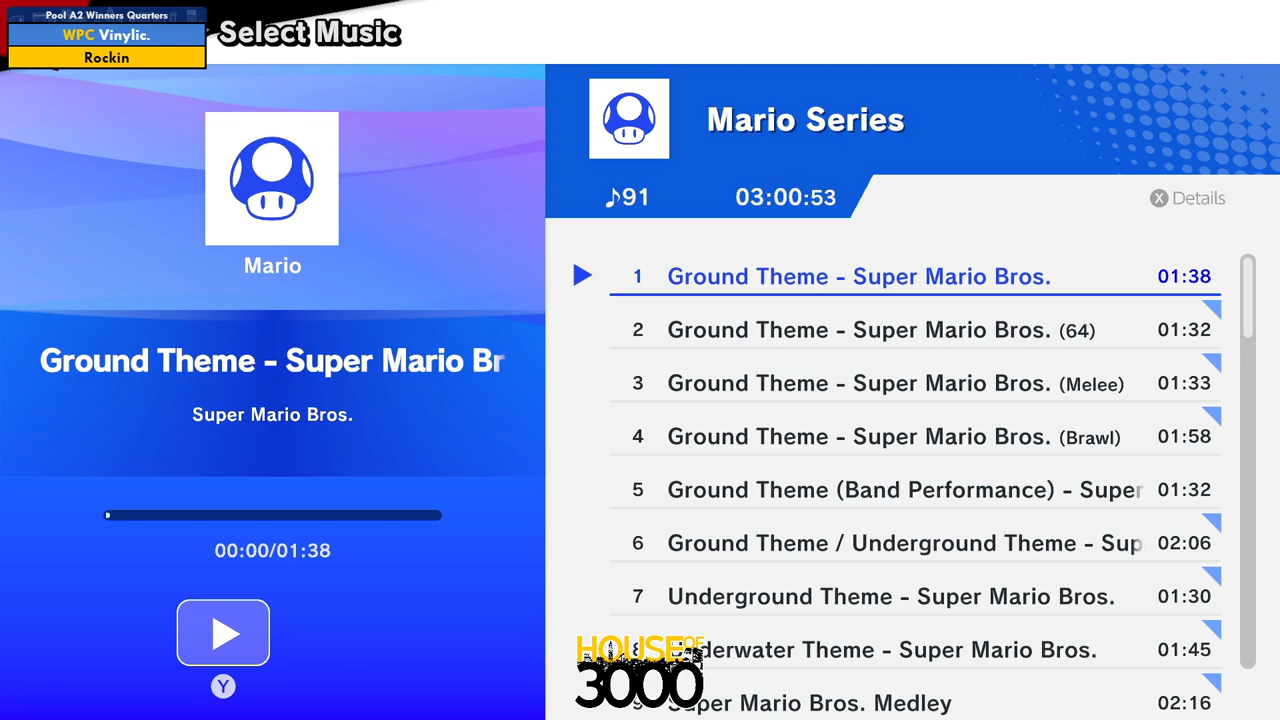 Pool A2 Winners Quarters
WPC Vinylic.
Rockin
Select Music
Mario
Ground Theme - Super Mario Br
Super Mario Bros.
00:00/01:38
Y
Mario Series
♪91 03:00:53
X Details
1 Ground Theme - Super Mario Bros. 01:38
2 Ground Theme - Super Mario Bros. (64) 01:32
3 Ground Theme - Super Mario Bros. (Melee) 01:33
4 Ground Theme - Super Mario Bros. (Brawl) 01:58
5 Ground Theme (Band Performance) - Super 01:32
6 Ground Theme / Underground Theme - Sup 02:06
7 Underground Theme - Super Mario Bros. 01:30
8 Underwater Theme - Super Mario Bros. 01:45
9 Super Mario Bros. Medley 02:16
HOUSE OF
3000